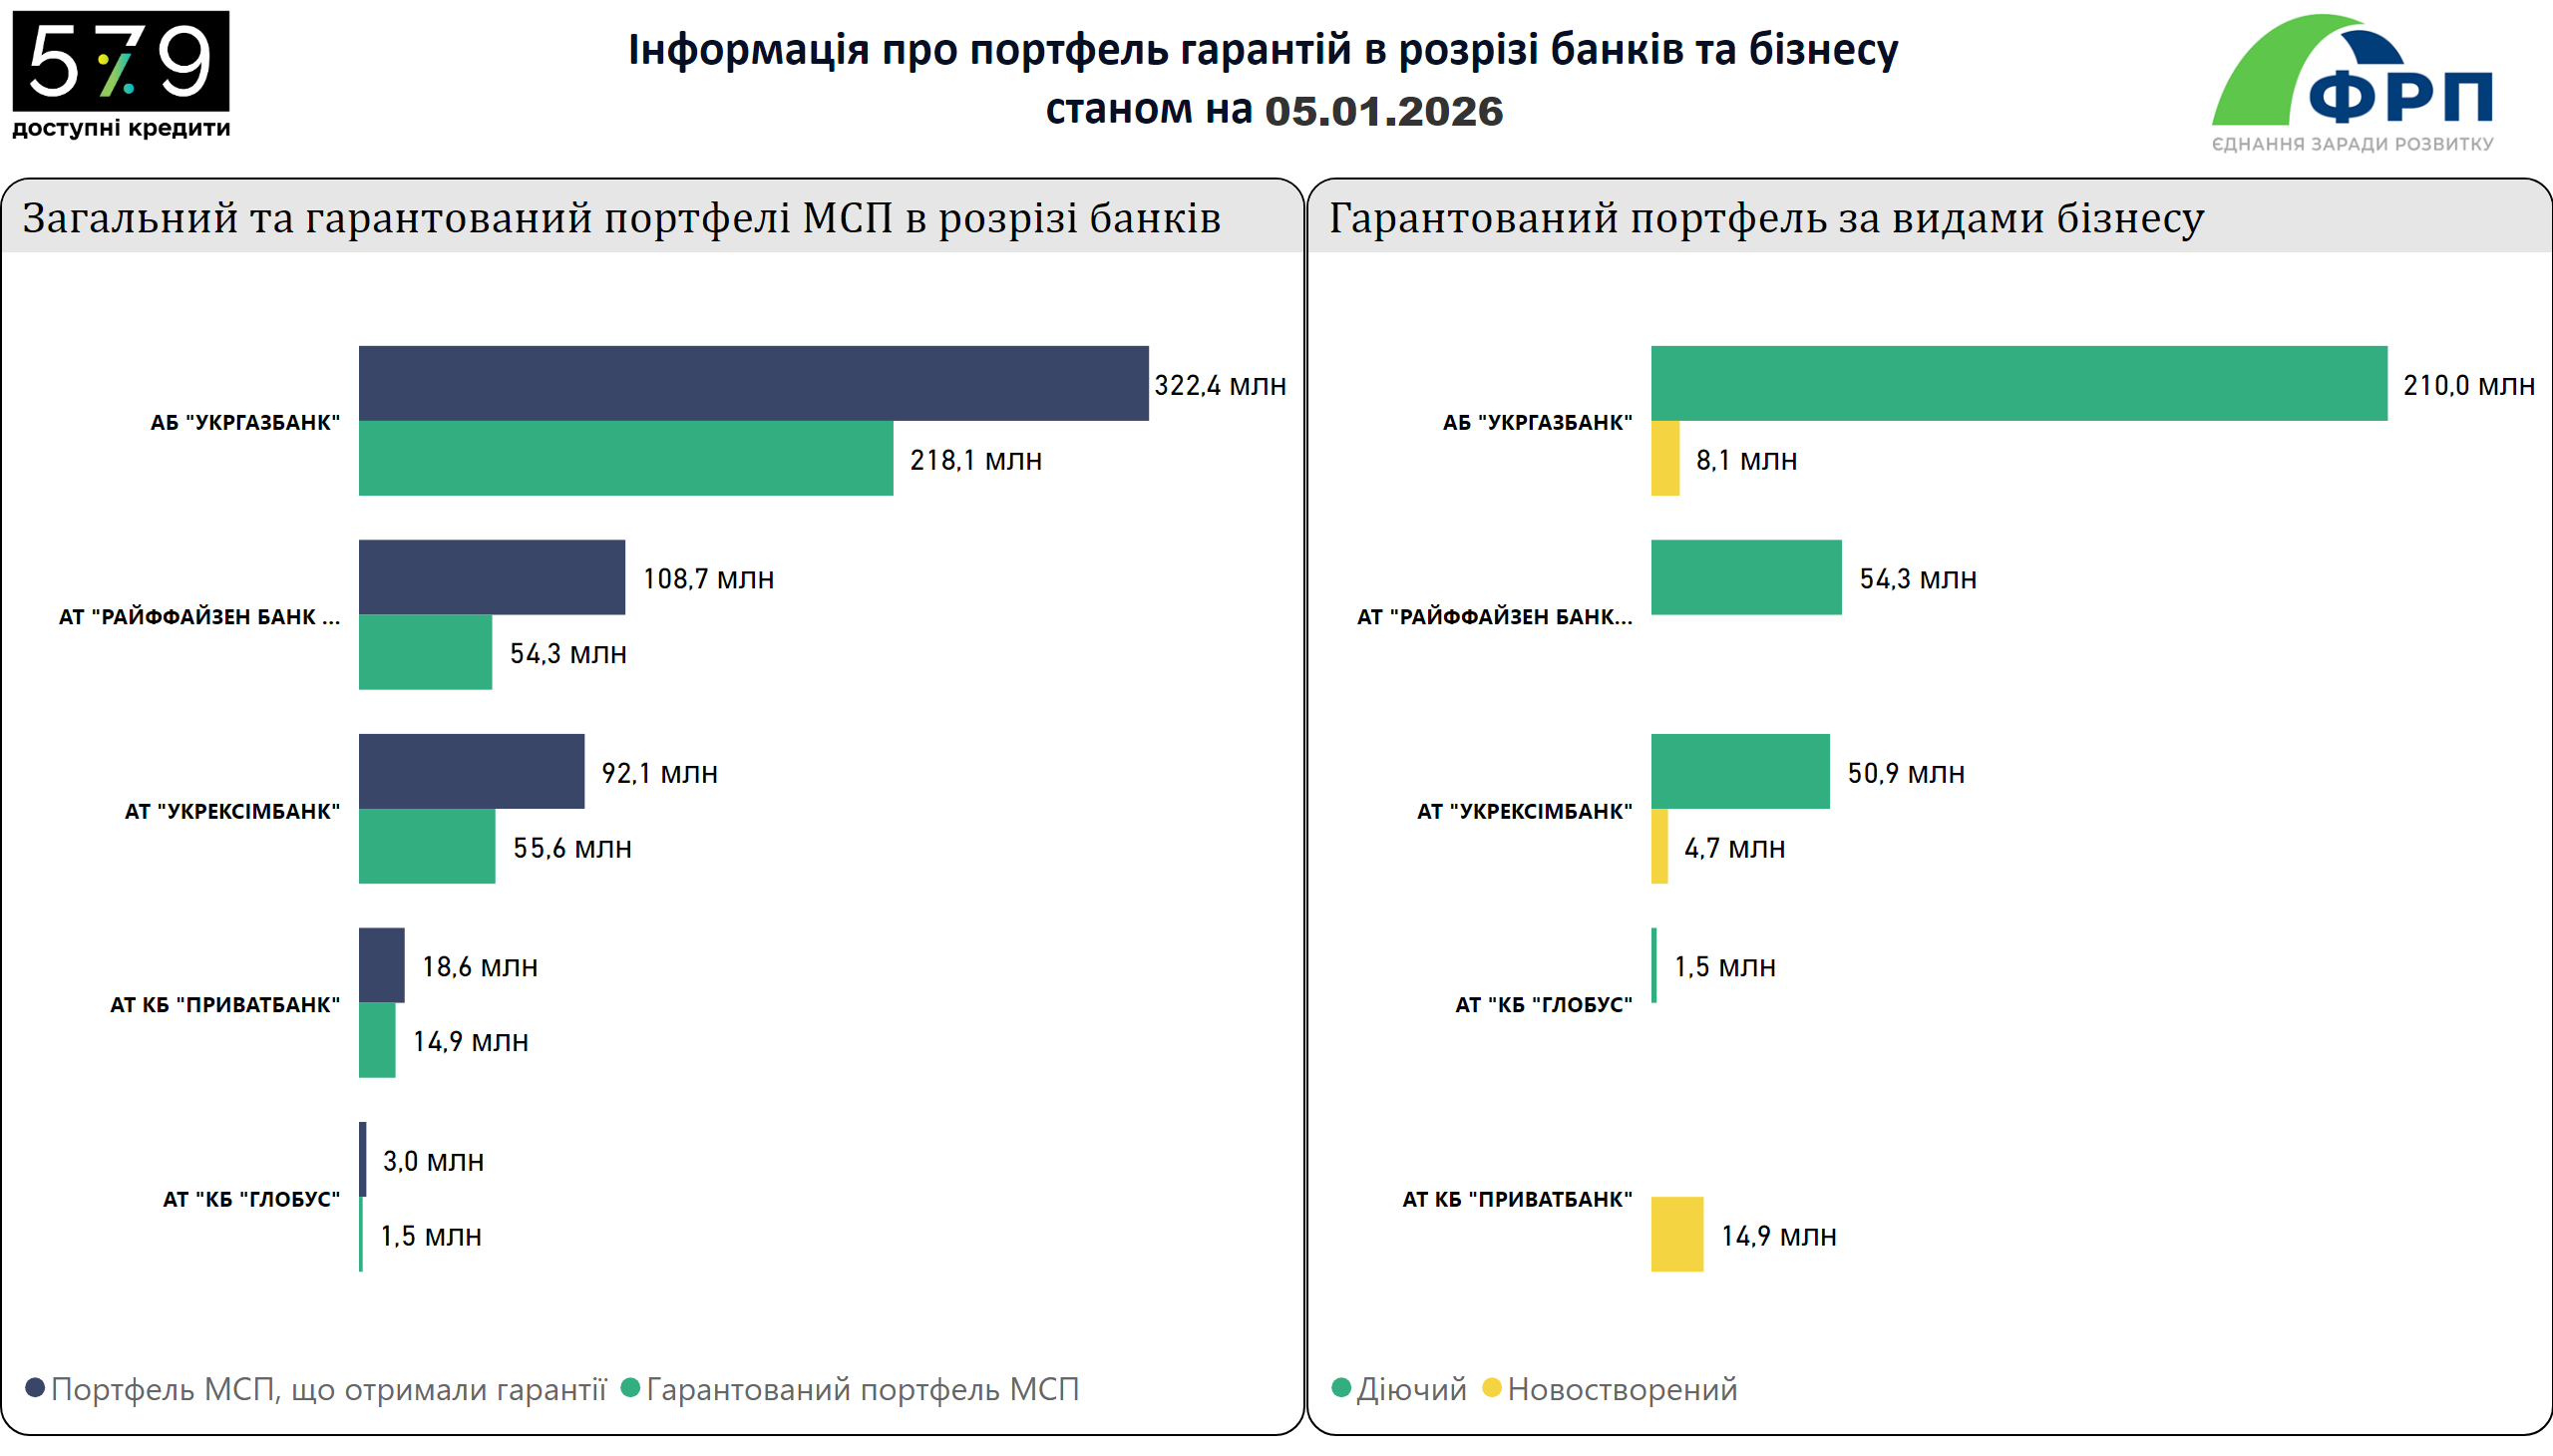 579
доступні кредити
Інформація про портфель гарантій в розрізі банків та бізнесу
станом на 05.01.2026
ФРП
ЄДНАННЯ ЗАРАДИ РОЗВИТКУ
Загальний та гарантований портфелі МСП в розрізі банків
АБ "УКРГАЗБАНК"
322,4 млн
218,1 млн
АТ "РАЙФФАЙЗЕН БАНК ...
108,7 млн
54,3 млн
АТ "УКРЕКСІМБАНК"
92,1 млн
55,6 млн
АТ КБ "ПРИВАТБАНК"
18,6 млн
14,9 млн
АТ "КБ "ГЛОБУС"
3,0 млн
1,5 млн
Портфель МСП, що отримали гарантії Гарантований портфель МСП
Гарантований портфель за видами бізнесу
АБ "УКРГАЗБАНК"
210,0 млн
8,1 млн
АТ "РАЙФФАЙЗЕН БАНК...
54,3 млн
АТ "УКРЕКСІМБАНК"
50,9 млн
4,7 млн
АТ "КБ "ГЛОБУС"
1,5 млн
АТ КБ "ПРИВАТБАНК"
14,9 млн
Діючий Новостворений